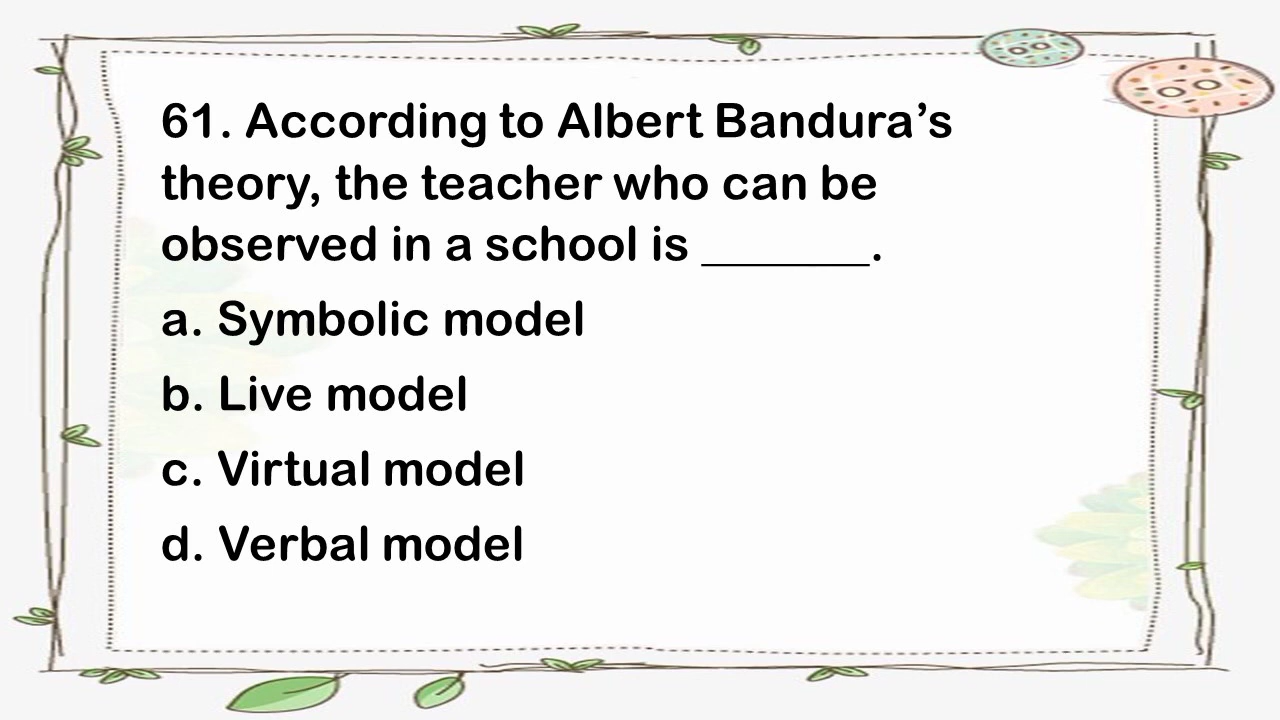 61. According to Albert Bandura’s
theory, the teacher who can be
observed in a school is _______.
a. Symbolic model
b. Live model
c. Virtual model
d. Verbal model